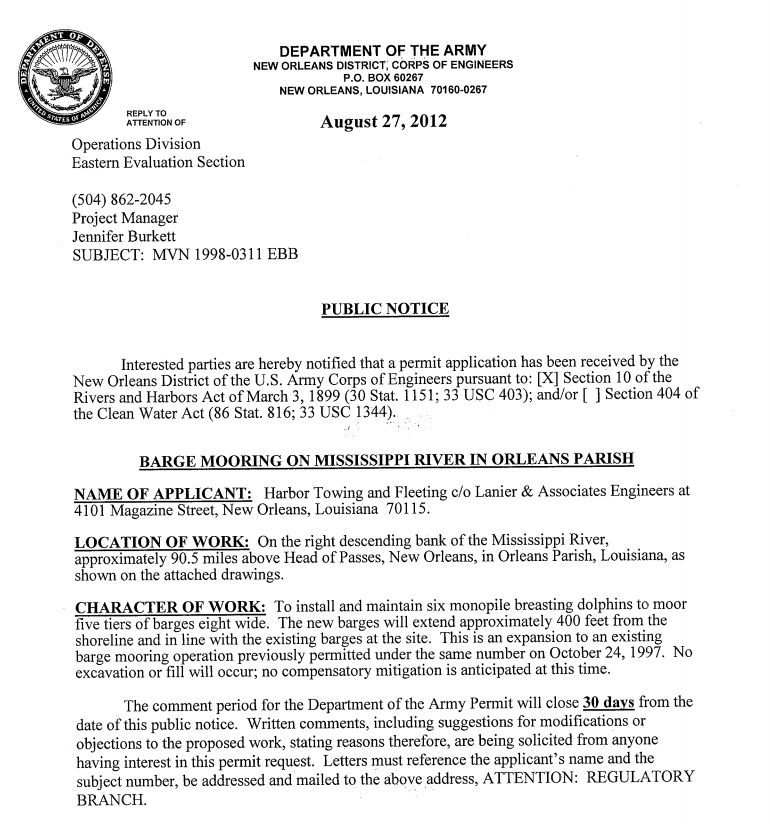 DEPARTMENT OF DEFENSE
UNITED STATES OF AMERICA
DEPARTMENT OF THE ARMY
NEW ORLEANS DISTRICT, CORPS OF ENGINEERS
P.O. BOX 60267
NEW ORLEANS, LOUISIANA 70160-0267
REPLY TO
ATTENTION OF
August 27, 2012
Operations Division
Eastern Evaluation Section
(504) 862-2045
Project Manager
Jennifer Burkett
SUBJECT: MVN 1998-0311 EBB
PUBLIC NOTICE
Interested parties are hereby notified that a permit application has been received by the
New Orleans District of the U.S. Army Corps of Engineers pursuant to: [X] Section 10 of the
Rivers and Harbors Act of March 3, 1899 (30 Stat. 1151; 33 USC 403); and/or [ ] Section 404 of
the Clean Water Act (86 Stat. 816; 33 USC 1344).
BARGE MOORING ON MISSISSIPPI RIVER IN ORLEANS PARISH
NAME OF APPLICANT: Harbor Towing and Fleeting c/o Lanier & Associates Engineers at
4101 Magazine Street, New Orleans, Louisiana 70115.
LOCATION OF WORK: On the right descending bank of the Mississippi River,
approximately 90.5 miles above Head of Passes, New Orleans, in Orleans Parish, Louisiana, as
shown on the attached drawings.
CHARACTER OF WORK: To install and maintain six monopile breasting dolphins to moor
five tiers of barges eight wide. The new barges will extend approximately 400 feet from the
shoreline and in line with the existing barges at the site. This is an expansion to an existing
barge mooring operation previously permitted under the same number on October 24, 1997. No
excavation or fill will occur; no compensatory mitigation is anticipated at this time.
The comment period for the Department of the Army Permit will close 30 days from the
date of this public notice. Written comments, including suggestions for modifications or
objections to the proposed work, stating reasons therefore, are being solicited from anyone
having interest in this permit request. Letters must reference the applicant's name and the
subject number, be addressed and mailed to the above address, ATTENTION: REGULATORY
BRANCH.